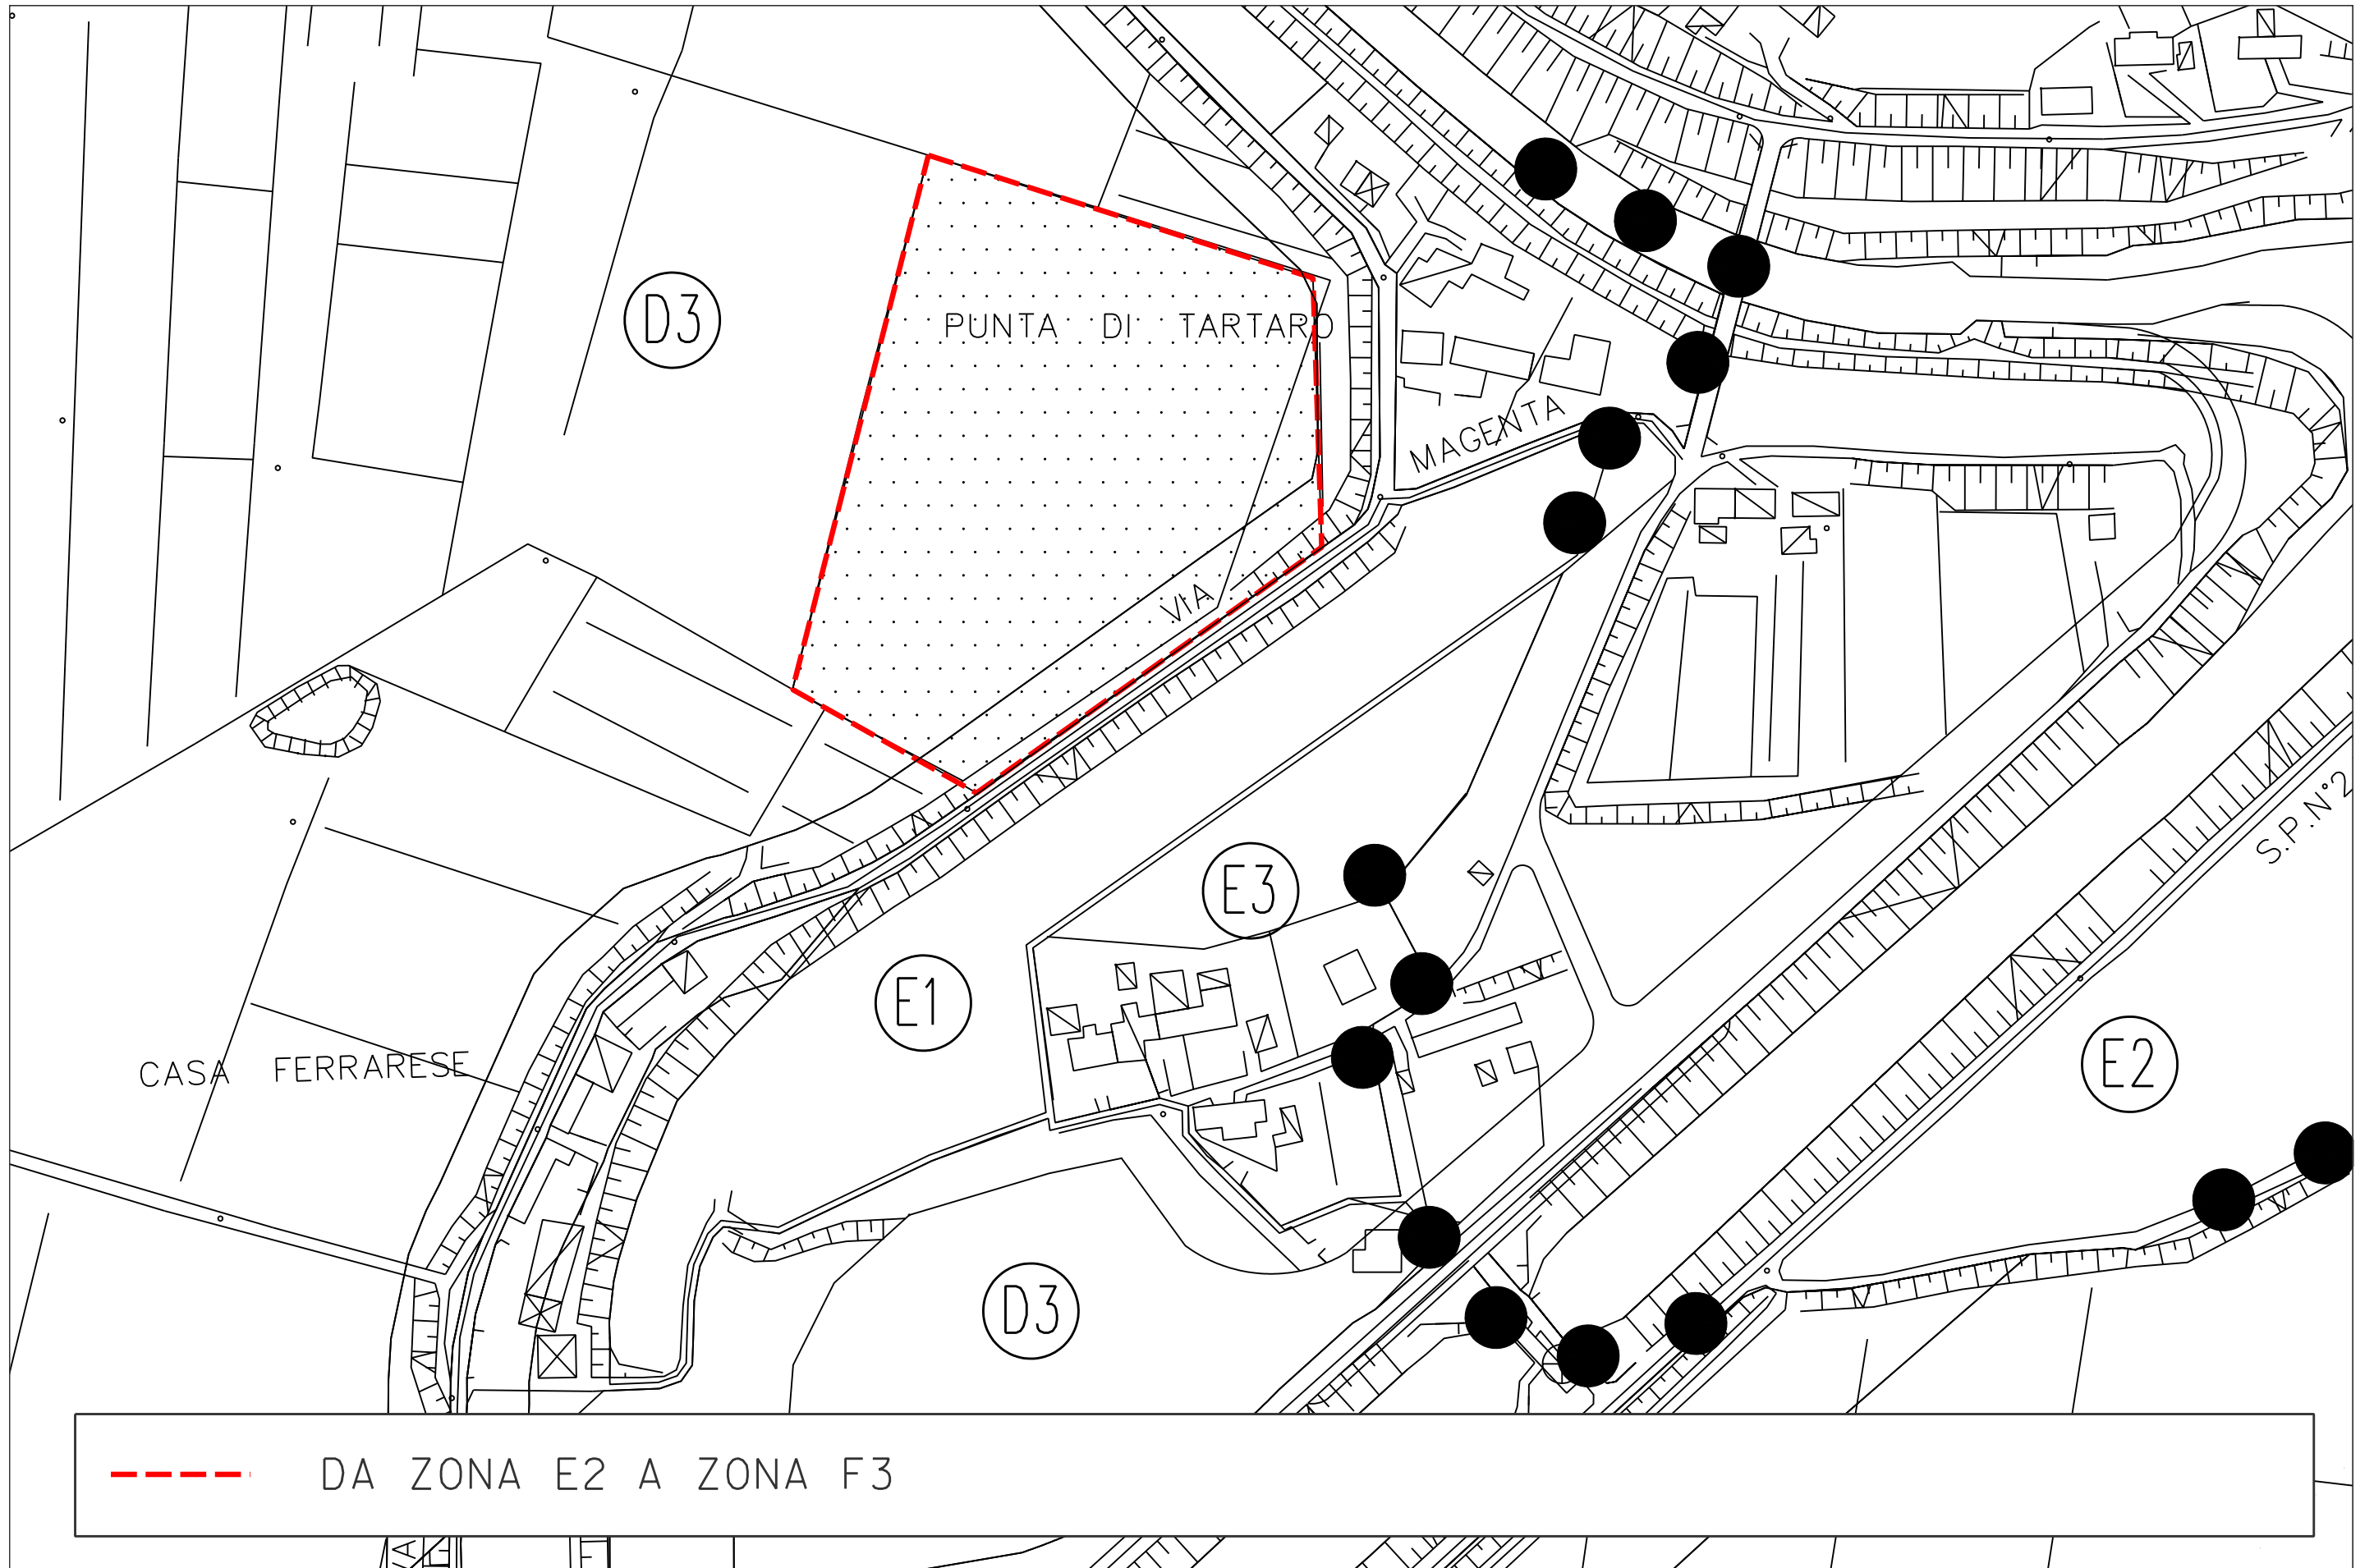 D3
PUNTA DI TARTARO
MAGENTA
VIA
S.P.N°2
E3
E1
CASA FERRARESE
E2
D3
DA ZONA E2 A ZONA F3